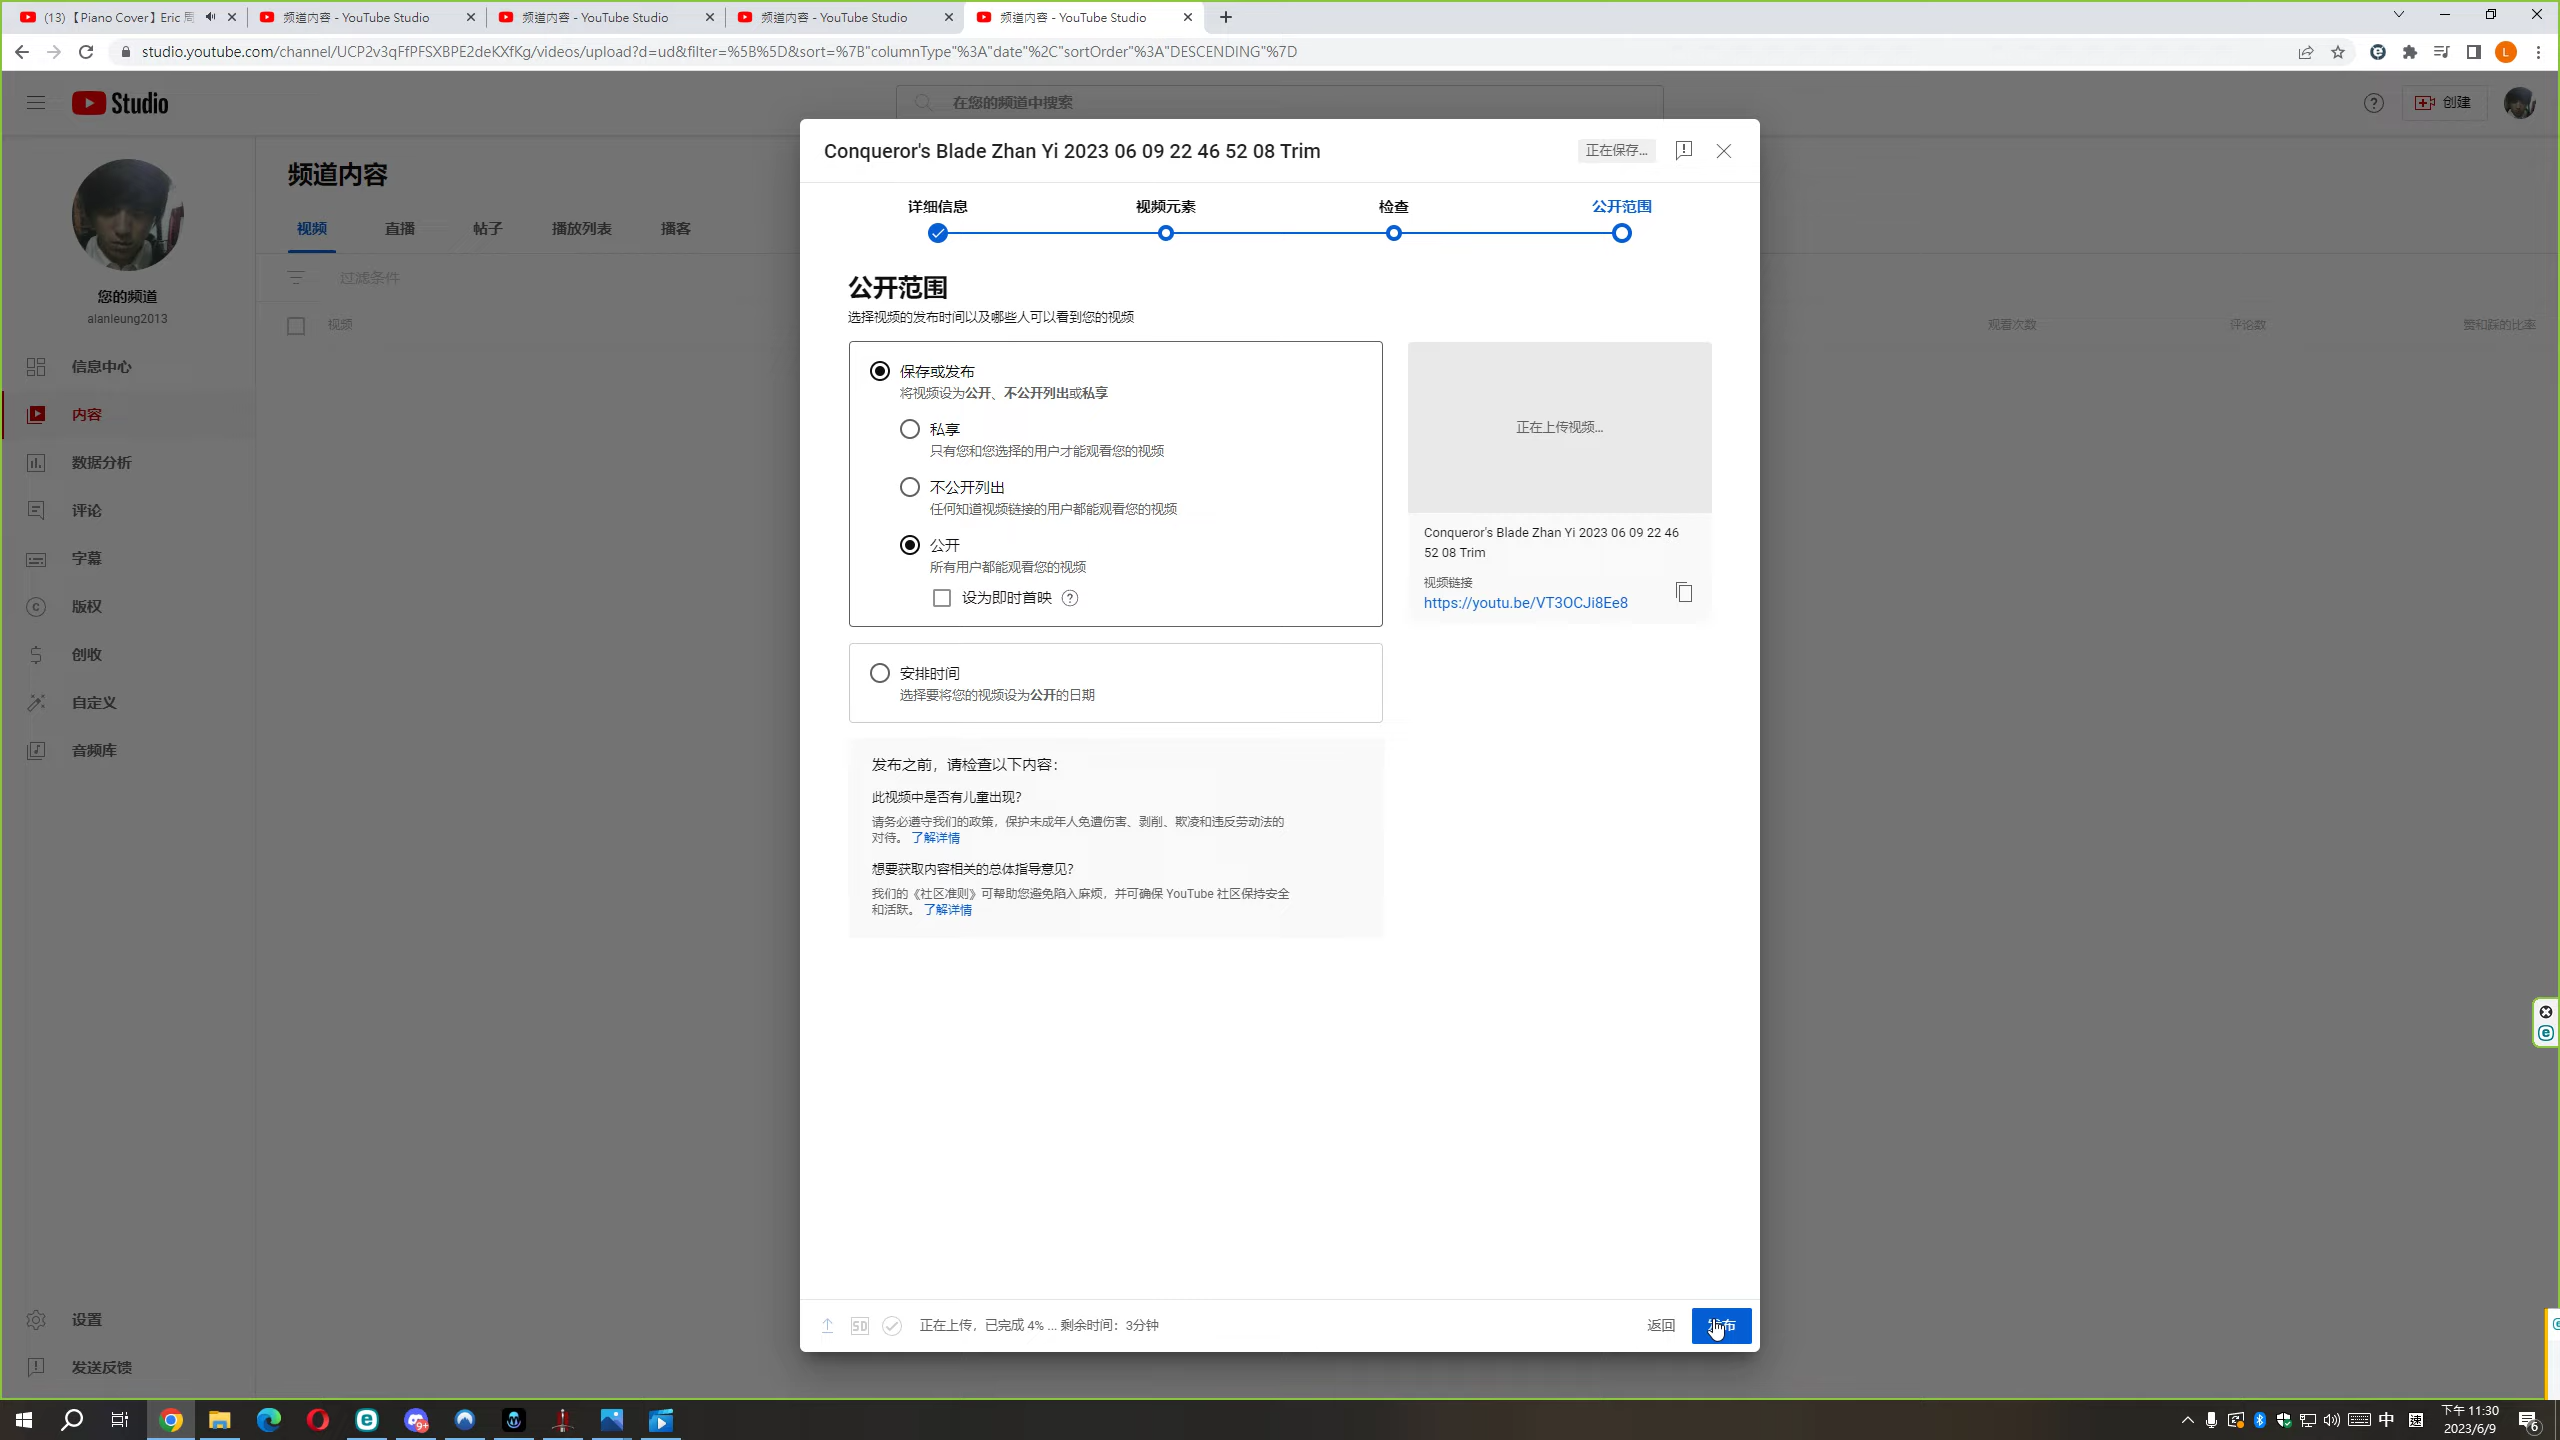 (13)【Piano Cover】Eric 周
频道内容 - YouTube Studio
频道内容 - YouTube Studio
频道内容 - YouTube Studio
频道内容 - YouTube Studio
studio.youtube.com/channel/UCP2v3qFfPFSXBPE2deKXfKg/videos/upload?d=ud&filter=%5B%5D&sort=%7B"columnType"%3A"date"%2C"sortOrder"%3A"DESCENDING"%7D
L
Studio
在您的频道中搜索
创建
您的频道
alanleung2013
信息中心
内容
数据分析
评论
字幕
版权
创收
自定义
音频库
设置
发送反馈
频道内容
视频
直播
帖子
播放列表
播客
过滤条件
视频
观看次数
评论数
赞和踩的比率
Conqueror's Blade Zhan Yi 2023 06 09 22 46 52 08 Trim
正在保存...
详细信息
视频元素
检查
公开范围
公开范围
选择视频的发布时间以及哪些人可以看到您的视频
保存或发布
将视频设为公开、不公开列出或私享
私享
只有您和您选择的用户才能观看您的视频
不公开列出
任何知道视频链接的用户都能观看您的视频
公开
所有用户都能观看您的视频
设为即时首映
安排时间
选择要将您的视频设为公开的日期
正在上传视频...
Conqueror's Blade Zhan Yi 2023 06 09 22 46
52 08 Trim
视频链接
https://youtu.be/VT3OCJi8Ee8
发布之前，请检查以下内容：
此视频中是否有儿童出现？
请务必遵守我们的政策，保护未成年人免遭伤害、剥削、欺凌和违反劳动法的
对待。 了解详情
想要获取内容相关的总体指导意见？
我们的《社区准则》可帮助您避免陷入麻烦，并可确保 YouTube 社区保持安全
和活跃。 了解详情
SD
正在上传，已完成 4% ... 剩余时间：3分钟
返回
发布
9+
中
速
下午 11:30
2023/6/9
6